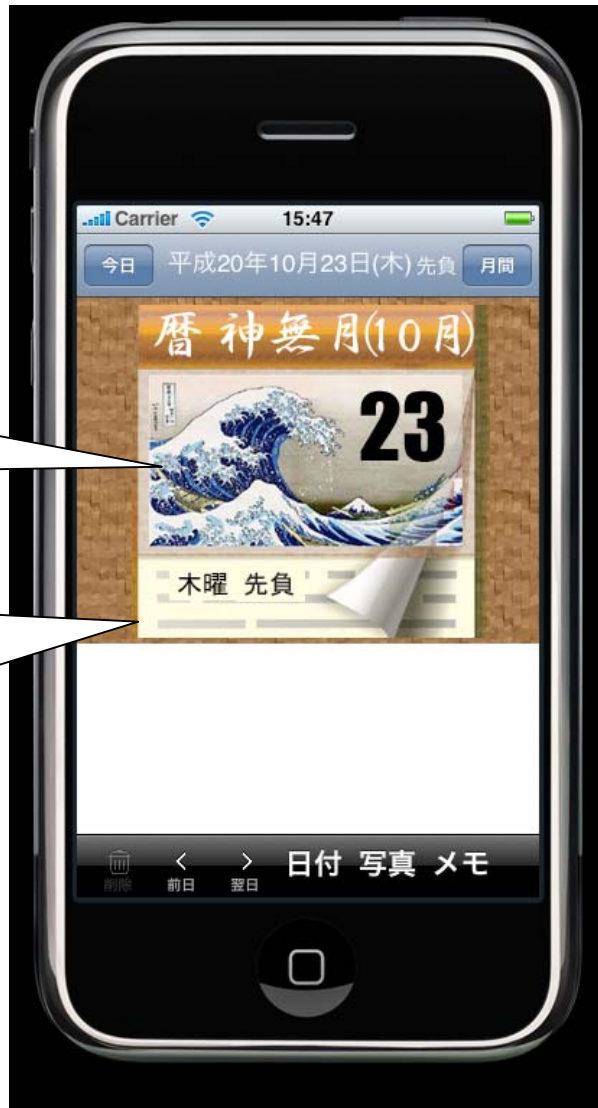 Carrier 15:47
今日 平成20年10月23日(木) 先負 月間
暦 神無月(10月)
23
木曜 先負
削除 前日 翌日 日付 写真 メモ